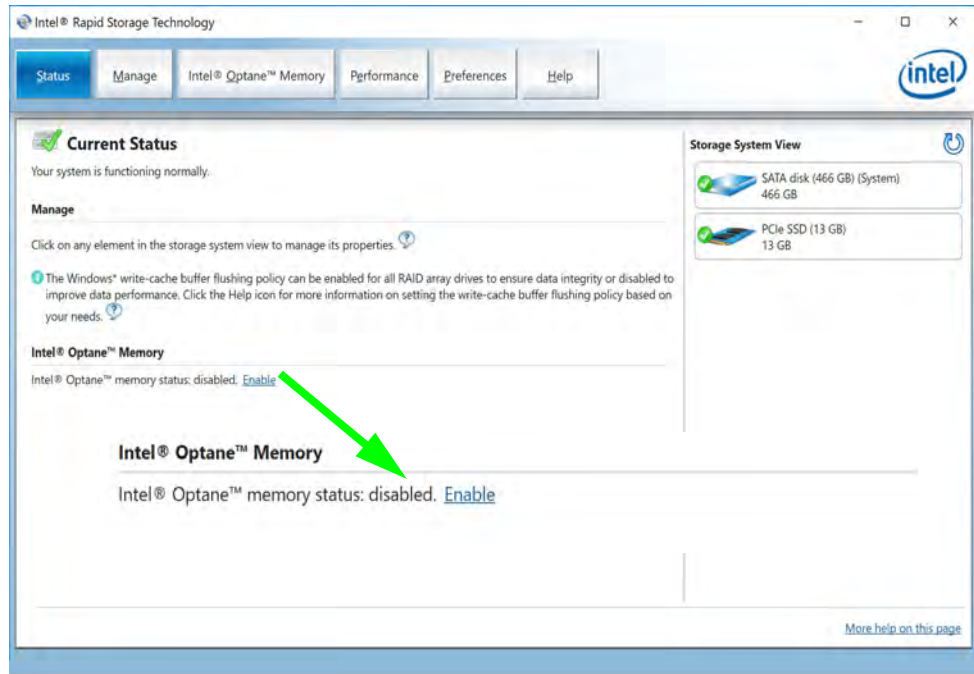 Intel® Rapid Storage Technology
Status
Manage
Intel® Optane™ Memory
Performance
Preferences
Help
intel
Current Status
Your system is functioning normally.
Manage
Click on any element in the storage system view to manage its properties. ?
The Windows* write-cache buffer flushing policy can be enabled for all RAID array drives to ensure data integrity or disabled to
improve data performance. Click the Help icon for more information on setting the write-cache buffer flushing policy based on
your needs. ?
Intel® Optane™ Memory
Intel® Optane™ memory status: disabled. Enable
Intel® Optane™ Memory
Intel® Optane™ memory status: disabled. Enable
Storage System View
SATA disk (466 GB) (System)
466 GB
PCIe SSD (13 GB)
13 GB
More help on this page